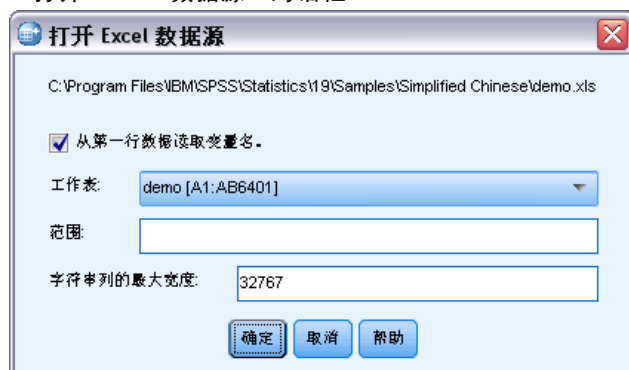 打开 Excel 数据源
C:\Program Files\IBM\SPSS\Statistics\19\Samples\Simplified Chinese\demo.xls
从第一行数据读取变量名。
工作表: demo [A1:AB6401]
范围:
字符串列的最大宽度: 32767
确定 取消 帮助